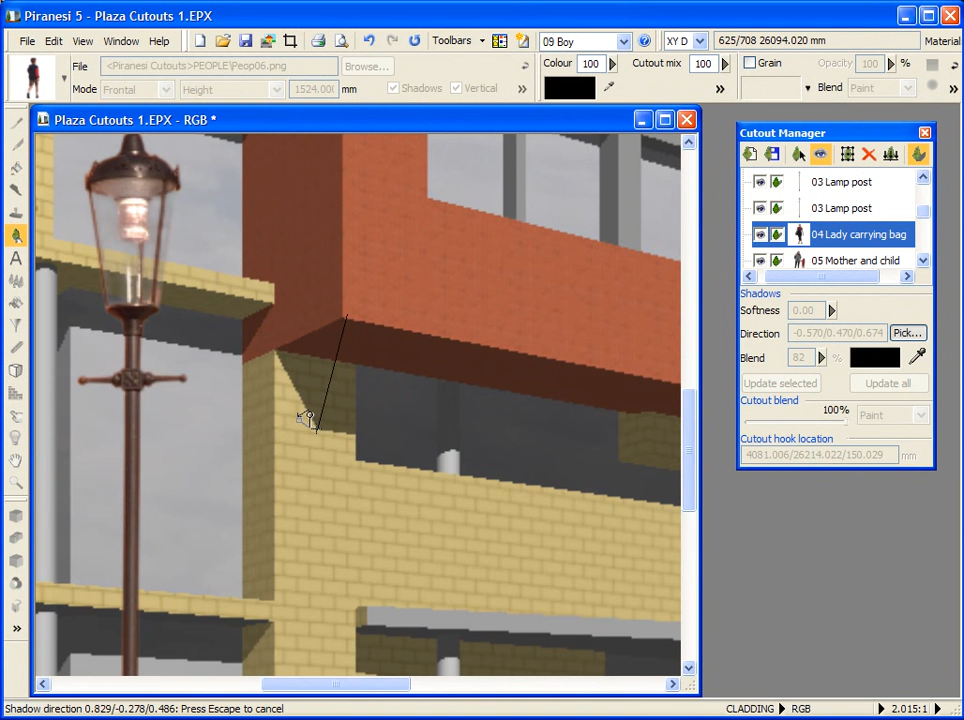 Piranesi 5 - Plaza Cutouts 1.EPX
File Edit View Window Help Toolbars 09 Boy XY D 625/708 26094.020 mm Material
File <Piranesi Cutouts>PEOPLE\Peop06.png Browse... Colour 100 Cutout mix 100 Grain Opacity 100 %
Mode Frontal Height 1524.000 mm Shadows Vertical Blend Paint
Plaza Cutouts 1.EPX - RGB *
Cutout Manager
03 Lamp post
03 Lamp post
04 Lady carrying bag
05 Mother and child
Shadows
Softness 0.00
Direction -0.570/0.470/0.674 Pick...
Blend 82 %
Update selected Update all
Cutout blend
100% Paint
Cutout hook location
4081.006/26214.022/150.029 mm
A
Shadow direction 0.829/-0.278/0.486: Press Escape to cancel CLADDING RGB 2.015:1